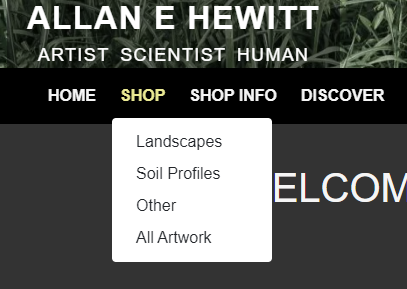 ALLAN E HEWITT
ARTIST SCIENTIST HUMAN
HOME SHOP SHOP INFO DISCOVER
Landscapes
Soil Profiles
ELCOM
Other
All Artwork